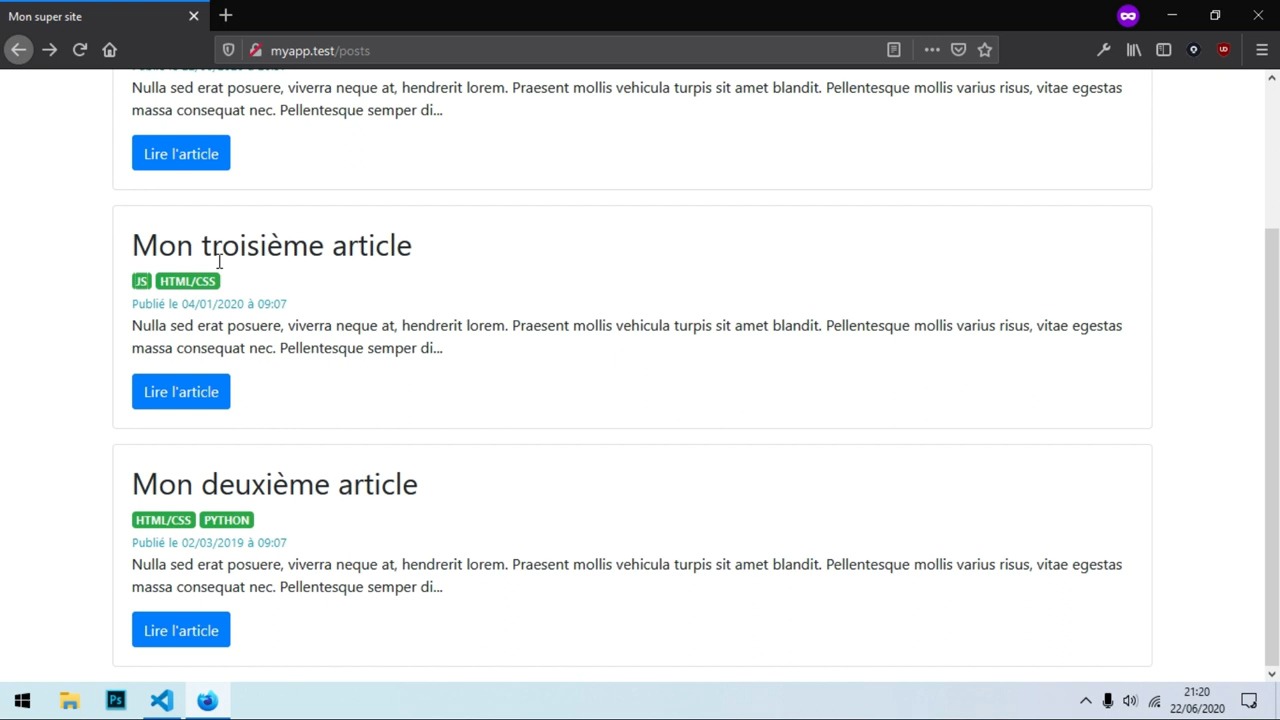 Mon super site
myapp.test/posts
Nulla sed erat posuere, viverra neque at, hendrerit lorem. Praesent mollis vehicula turpis sit amet blandit. Pellentesque mollis varius risus, vitae egestas
massa consequat nec. Pellentesque semper di...
Lire l'article
Mon troisième article
JS HTML/CSS
Publié le 04/01/2020 à 09:07
Nulla sed erat posuere, viverra neque at, hendrerit lorem. Praesent mollis vehicula turpis sit amet blandit. Pellentesque mollis varius risus, vitae egestas
massa consequat nec. Pellentesque semper di...
Lire l'article
Mon deuxième article
HTML/CSS PYTHON
Publié le 02/03/2019 à 09:07
Nulla sed erat posuere, viverra neque at, hendrerit lorem. Praesent mollis vehicula turpis sit amet blandit. Pellentesque mollis varius risus, vitae egestas
massa consequat nec. Pellentesque semper di...
Lire l'article
Ps
21:20
22/06/2020